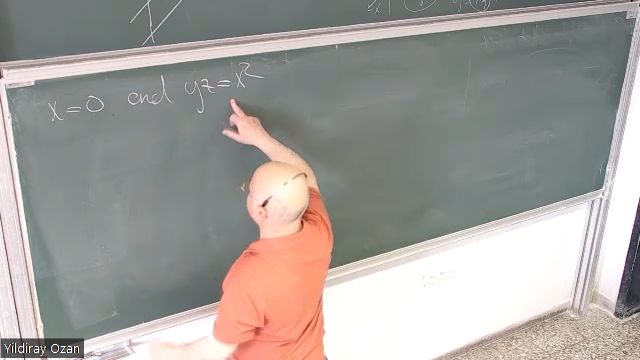 x=0 and yz=x²
Yildiray Ozan